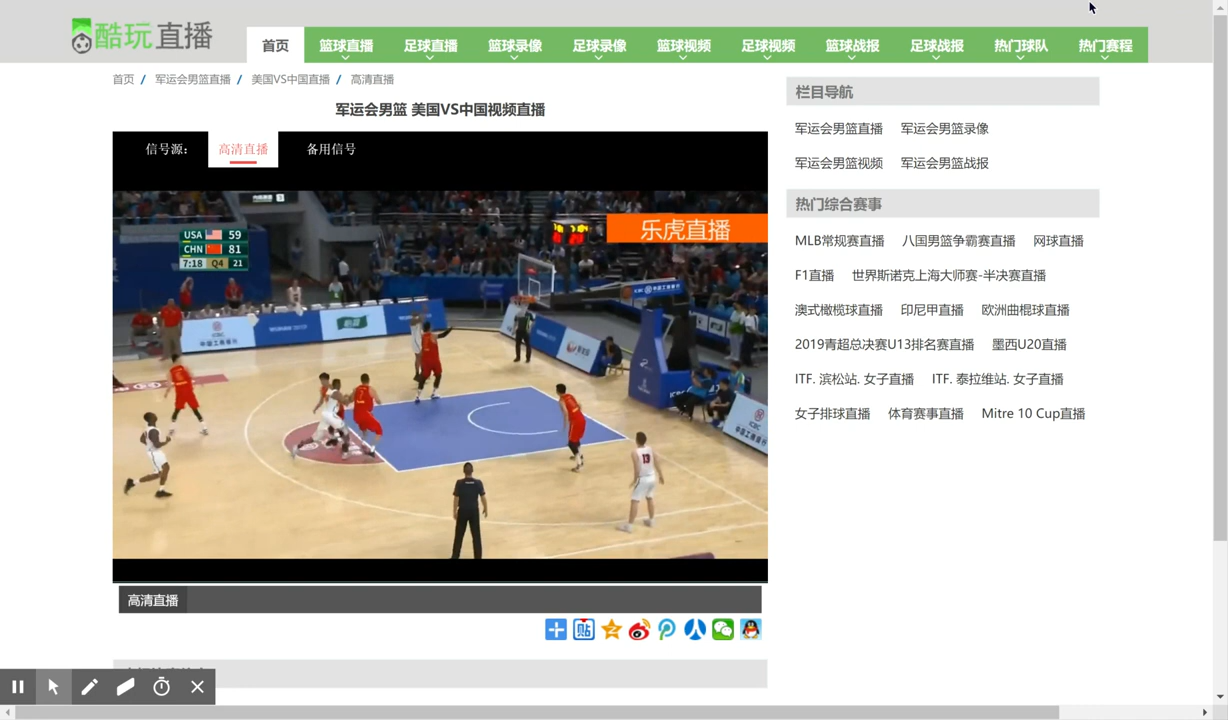 酷玩直播
首页 篮球直播 足球直播 篮球录像 足球录像 篮球视频 足球视频 篮球战报 足球战报 热门球队 热门赛程
首页 / 军运会男篮直播 / 美国VS中国直播 / 高清直播
军运会男篮 美国VS中国视频直播
信号源: 高清直播 备用信号
乐虎直播
USA 59
CHN 81
7:18 Q4 21
ICBC
中国工商银行
13
高清直播
贴
栏目导航
军运会男篮直播 军运会男篮录像
军运会男篮视频 军运会男篮战报
热门综合赛事
MLB常规赛直播 八国男篮争霸赛直播 网球直播
F1直播 世界斯诺克上海大师赛-半决赛直播
澳式橄榄球直播 印尼甲直播 欧洲曲棍球直播
2019青超总决赛U13排名赛直播 墨西U20直播
ITF. 滨松站. 女子直播 ITF. 泰拉维站. 女子直播
女子排球直播 体育赛事直播 Mitre 10 Cup直播